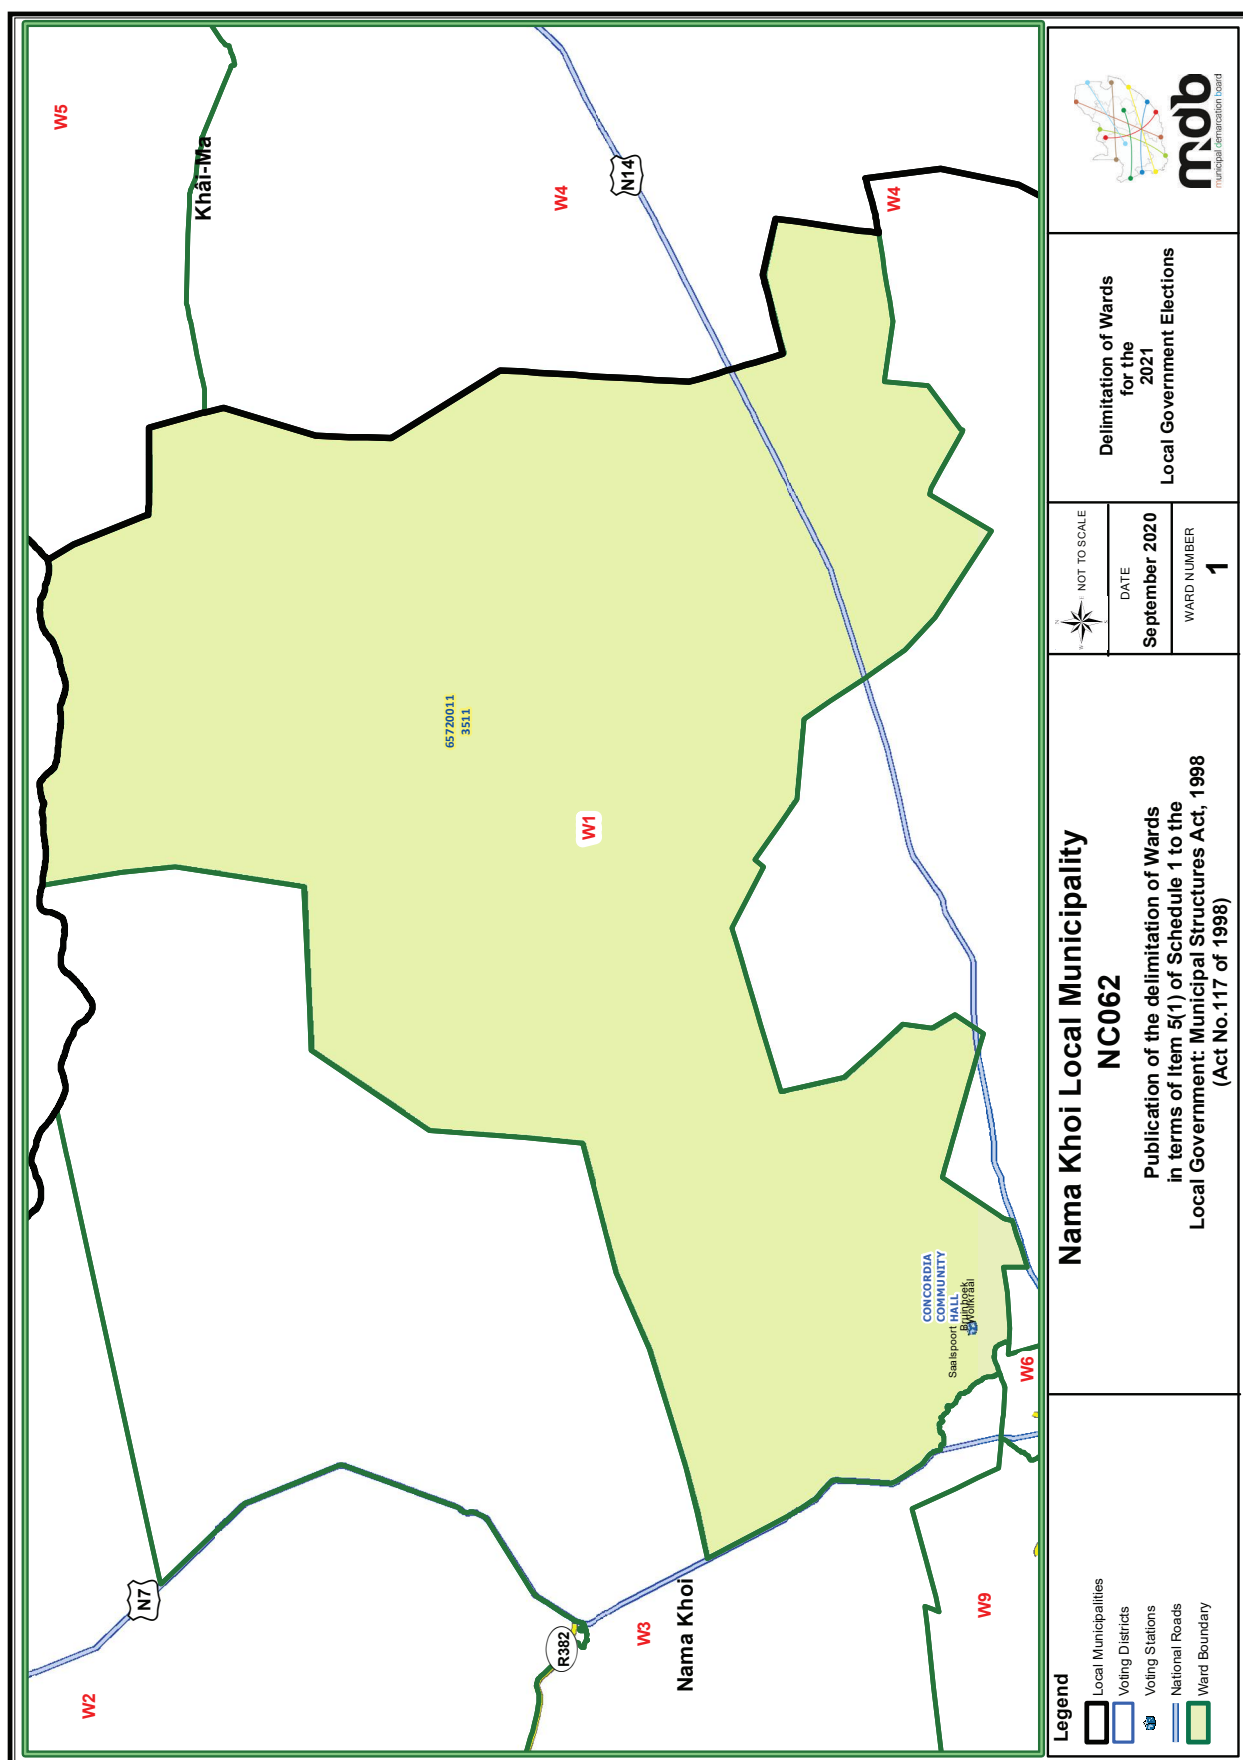 W2
N7
W5
Khâi-Ma
W4
N14
W4
65720011
3511
W1
R382
W3
Nama Khoi
W9
W6
CONCORDIA
COMMUNITY
HALL
Saalspoort
Bruinhoek
Wolfkraal
Legend
Local Municipalities
Voting Districts
Voting Stations
National Roads
Ward Boundary
Nama Khoi Local Municipality
NC062
Publication of the delimitation of Wards
in terms of Item 5(1) of Schedule 1 to the
Local Government: Municipal Structures Act, 1998
(Act No.117 of 1998)
NOT TO SCALE
DATE
September 2020
WARD NUMBER
1
Delimitation of Wards
for the
2021
Local Government Elections
mdb
municipal demarcation board